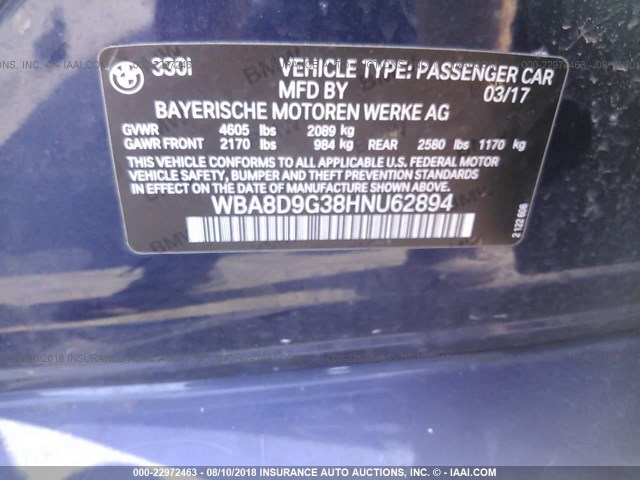 330i VEHICLE TYPE: PASSENGER CAR
MFD BY 03/17
BAYERISCHE MOTOREN WERKE AG
GVWR 4605 lbs 2089 kg
GAWR FRONT 2170 lbs 984 kg REAR 2580 lbs 1170 kg
THIS VEHICLE CONFORMS TO ALL APPLICABLE U.S. FEDERAL MOTOR
VEHICLE SAFETY, BUMPER AND THEFT PREVENTION STANDARDS
IN EFFECT ON THE DATE OF MANUFACTURE SHOWN ABOVE.
WBA8D9G38HNU62894
2 122 606
000-22972463 - 08/10/2018 INSURANCE AUTO AUCTIONS, INC. - © - IAAI.COM